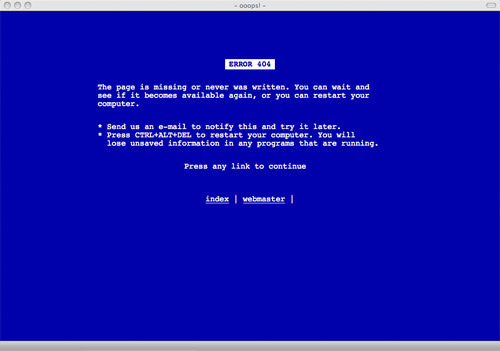 ~ ooops! ~
ERROR 404
The page is missing or never was written. You can wait and
see if it becomes available again, or you can restart your
computer.
* Send us an e-mail to notify this and try it later.
* Press CTRL+ALT+DEL to restart your computer. You will
lose unsaved information in any programs that are running.
Press any link to continue
index | webmaster |